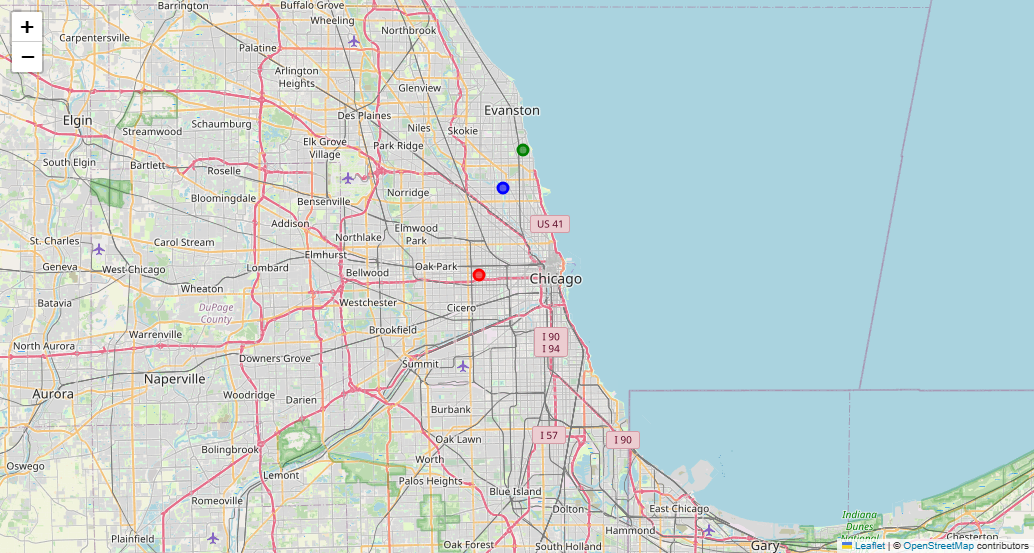 +
−
Barrington
Buffalo Grove
Wheeling
Northbrook
Carpentersville
Palatine
Arlington
Heights
Glenview
Evanston
Elgin
Streamwood
Schaumburg
Des Plaines
Niles
Skokie
Elk Grove
Village
Park Ridge
South Elgin
Bartlett
Roselle
Norridge
Bloomingdale
Bensenville
Addison
US 41
Elmwood
Park
Northlake
St. Charles
Carol Stream
Elmhurst
Geneva
West Chicago
Lombard
Bellwood
Oak Park
Chicago
Wheaton
Batavia
DuPage
County
Westchester
Cicero
Brookfield
Warrenville
I 90
I 94
North Aurora
Downers Grove
Summit
Naperville
Aurora
Woodridge
Darien
Burbank
I 57
I 90
Oak Lawn
Bolingbrook
Worth
Oswego
Lemont
Palos Heights
Blue Island
Romeoville
Dolton
East Chicago
Hammond
Indiana
Dunes
National
Plainfield
Oak Forest
South Holland
Gary
Chesterton
Leaflet | © OpenStreetMap contributors